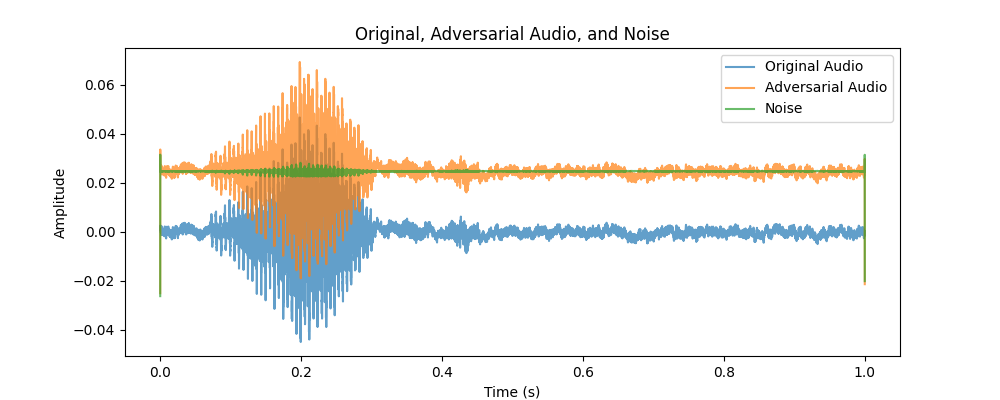 Original, Adversarial Audio, and Noise
Original Audio
Adversarial Audio
Noise
0.06
0.04
0.02
0.00
−0.02
−0.04
Amplitude
0.0 0.2 0.4 0.6 0.8 1.0
Time (s)